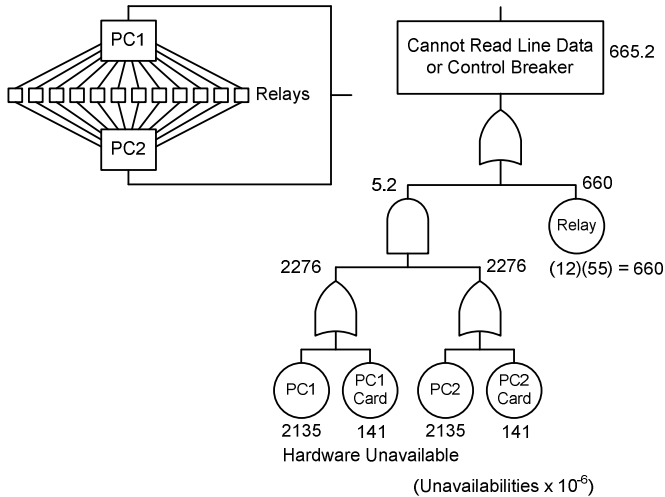 PC1
Relays
PC2
Cannot Read Line Data
or Control Breaker
665.2
5.2
660
Relay
(12)(55) = 660
2276
2276
PC1
PC1
Card
PC2
PC2
Card
2135
141
2135
141
Hardware Unavailable
(Unavailabilities x 10-6)